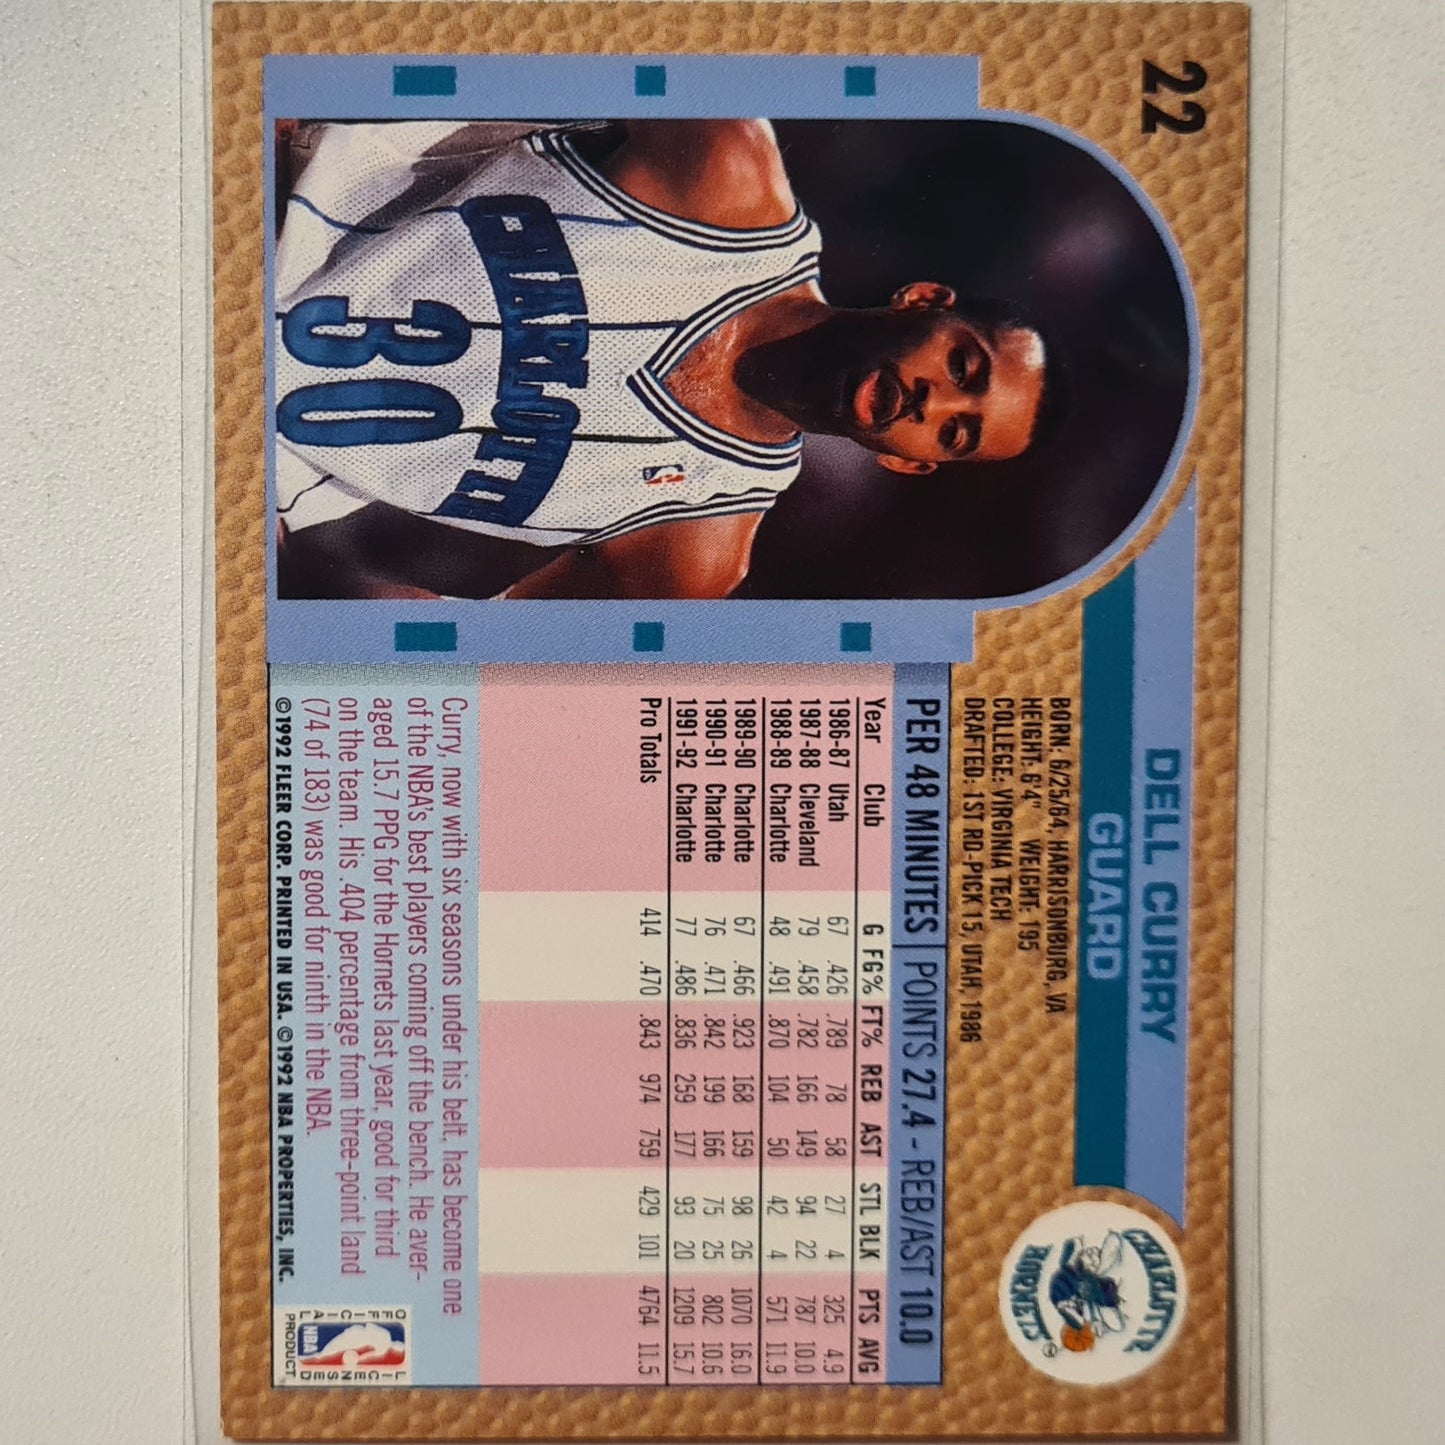 22
DELL CURRY
GUARD
CHARLOTTE
HORNETS
BORN: 6/25/64, HARRISONBURG, VA
HEIGHT: 6'4" WEIGHT: 195
COLLEGE: VIRGINIA TECH
DRAFTED: 1ST RD-PICK 15, UTAH, 1986
CHARLOTTE
30
PER 48 MINUTES | POINTS 27.4 - REB/AST 10.0
Year Club G FG% FT% REB AST STL BLK PTS AVG
1986-87 Utah 67 .426 .789 78 58 27 4 325 4.9
1987-88 Cleveland 79 .458 .782 166 149 94 22 787 10.0
1988-89 Charlotte 48 .491 .870 104 50 42 4 571 11.9
1989-90 Charlotte 67 .466 .923 168 159 98 26 1070 16.0
1990-91 Charlotte 76 .471 .842 199 166 75 25 802 10.6
1991-92 Charlotte 77 .486 .836 259 177 93 20 1209 15.7
Pro Totals 414 .470 .843 974 759 429 101 4764 11.5
Curry, now with six seasons under his belt, has become one
of the NBA's best players coming off the bench. He aver-
aged 15.7 PPG for the Hornets last year, good for third
on the team. His .404 percentage from three-point land
(74 of 183) was good for ninth in the NBA.
©1992 FLEER CORP. PRINTED IN USA. ©1992 NBA PROPERTIES, INC.
OFFICIAL
LICENSED
NBA
PRODUCT